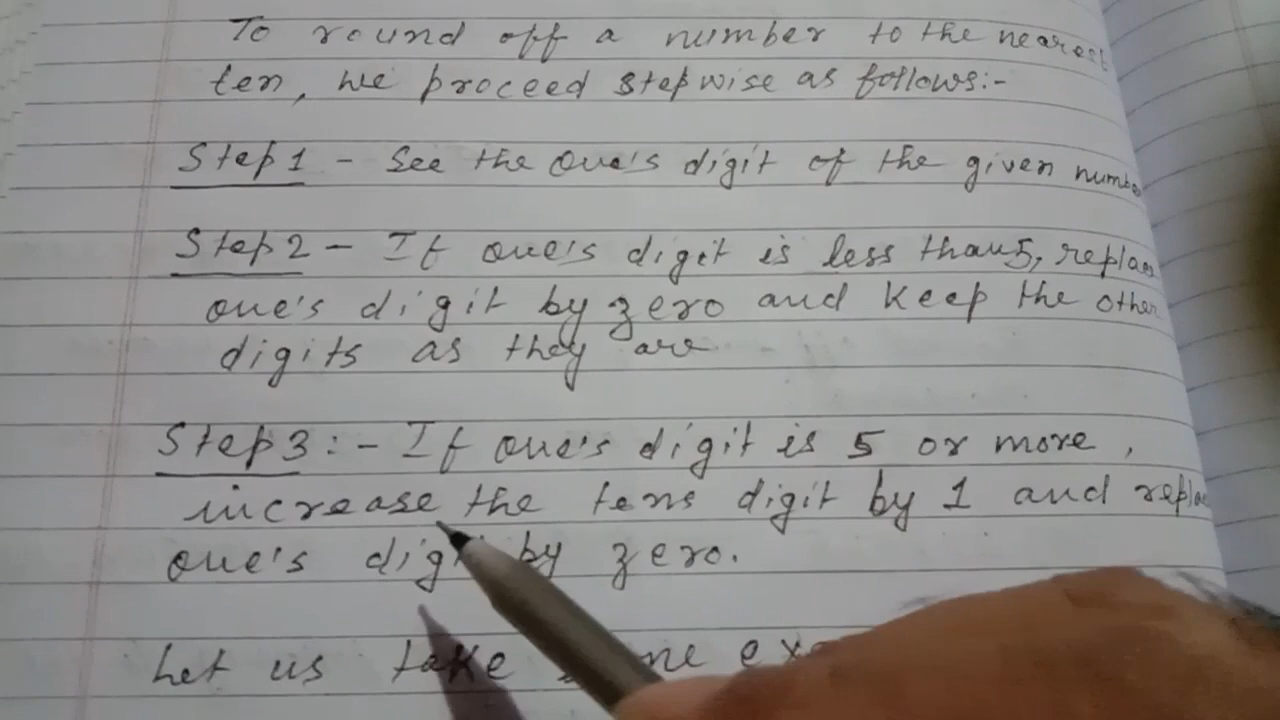 To round off a number to the nearest
ten, we proceed stepwise as follows:-
Step 1 - See the one's digit of the given number
Step 2 - If one's digit is less than 5, replace
one's digit by zero and keep the other
digits as they are
Step 3 :- If one's digit is 5 or more,
increase the tens digit by 1 and replace
one's digit by zero.
Let us take